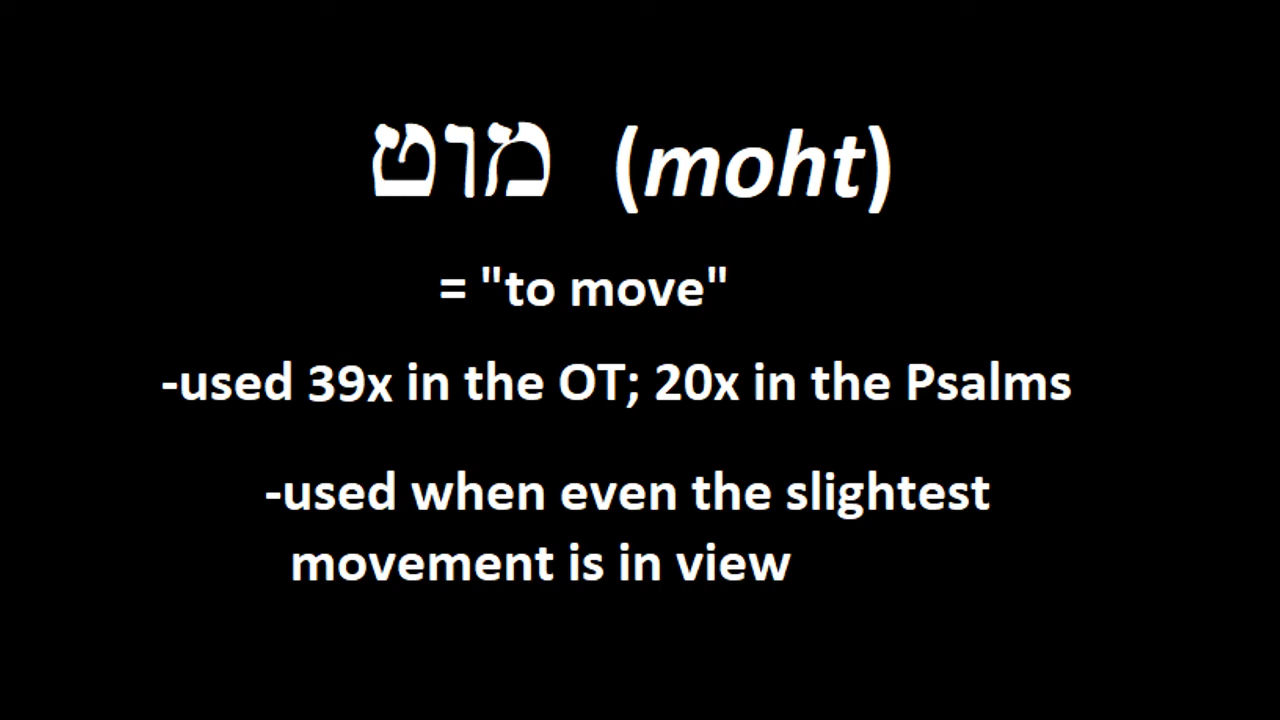 מוט (moht)
= "to move"
-used 39x in the OT; 20x in the Psalms
-used when even the slightest
movement is in view